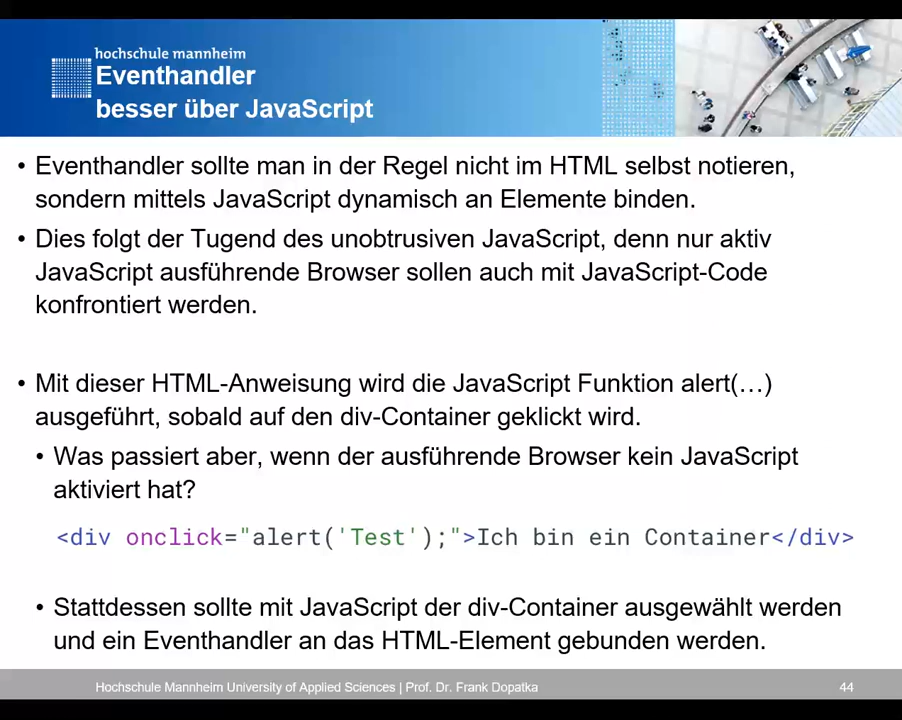 hochschule mannheim
Eventhandler
besser über JavaScript
• Eventhandler sollte man in der Regel nicht im HTML selbst notieren,
sondern mittels JavaScript dynamisch an Elemente binden.
• Dies folgt der Tugend des unobtrusiven JavaScript, denn nur aktiv
JavaScript ausführende Browser sollen auch mit JavaScript-Code
konfrontiert werden.
• Mit dieser HTML-Anweisung wird die JavaScript Funktion alert(…)
ausgeführt, sobald auf den div-Container geklickt wird.
• Was passiert aber, wenn der ausführende Browser kein JavaScript
aktiviert hat?
<div onclick="alert('Test');">Ich bin ein Container</div>
• Stattdessen sollte mit JavaScript der div-Container ausgewählt werden
und ein Eventhandler an das HTML-Element gebunden werden.
Hochschule Mannheim University of Applied Sciences | Prof. Dr. Frank Dopatka
44